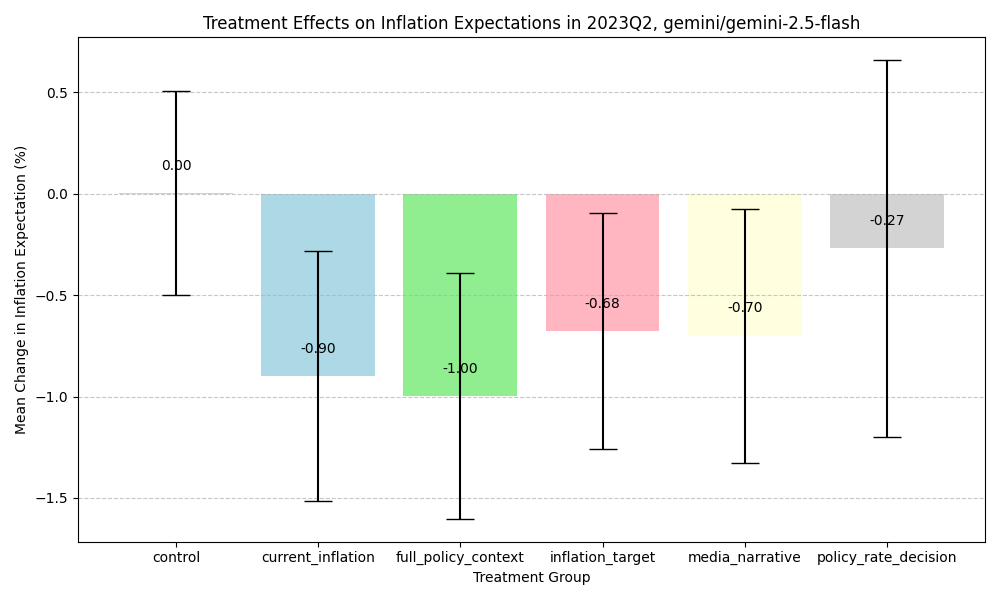 Treatment Effects on Inflation Expectations in 2023Q2, gemini/gemini-2.5-flash
Mean Change in Inflation Expectation (%)
0.5
0.0
−0.5
−1.0
−1.5
0.00
-0.90
-1.00
-0.68
-0.70
-0.27
control
current_inflation
full_policy_context
inflation_target
media_narrative
policy_rate_decision
Treatment Group